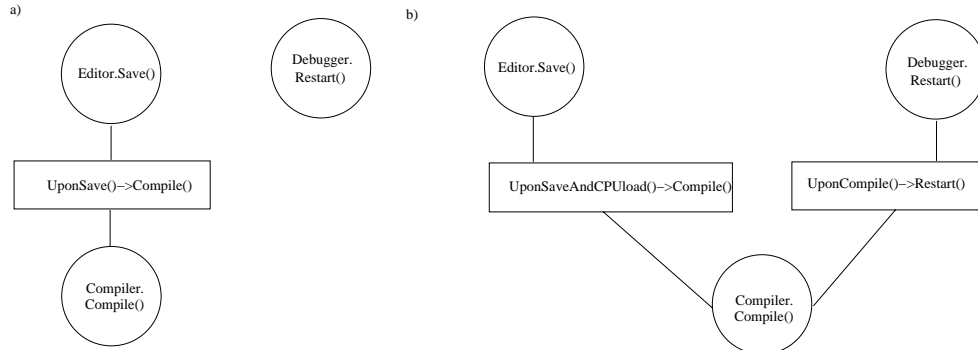 a)
Editor.Save()
Debugger.
Restart()
UponSave()−>Compile()
Compiler.
Compile()
b)
Editor.Save()
Debugger.
Restart()
UponSaveAndCPUload()−>Compile()
UponCompile()−>Restart()
Compiler.
Compile()